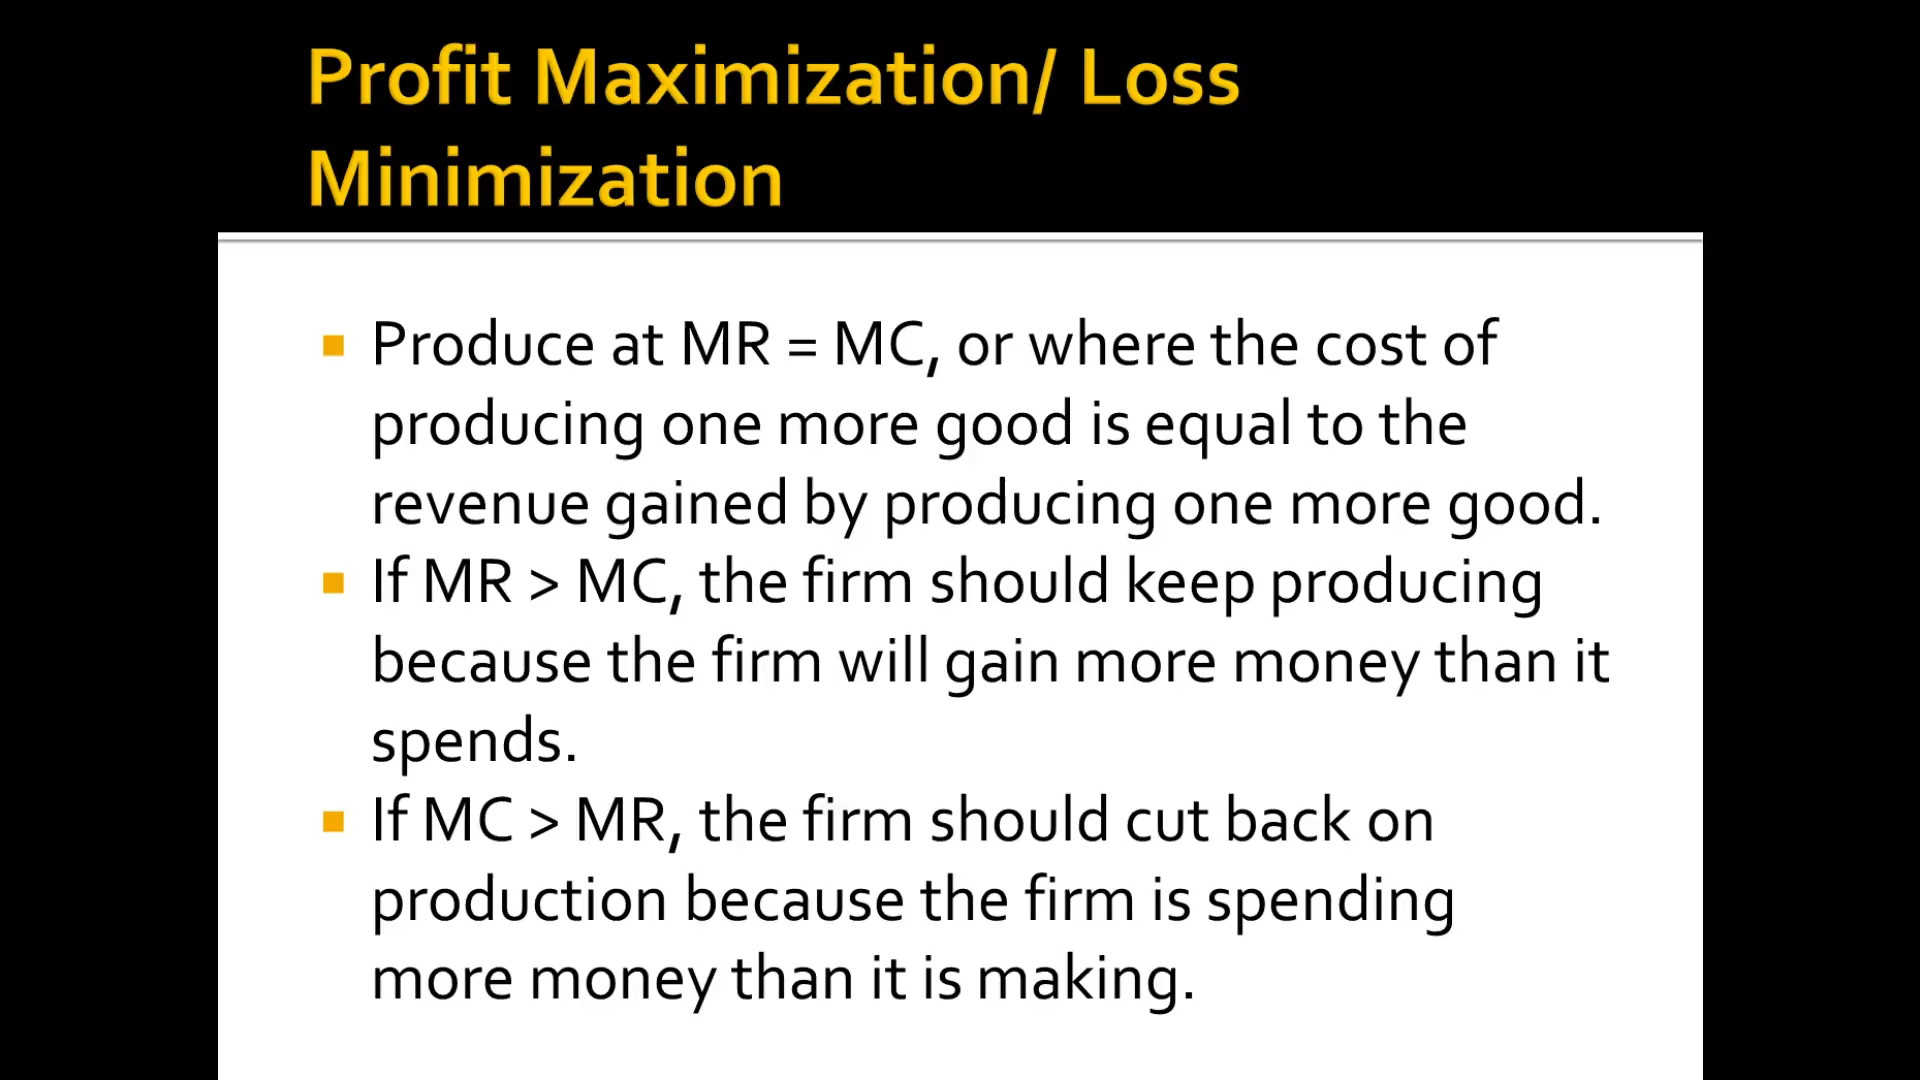 Profit Maximization/ Loss
Minimization
Produce at MR = MC, or where the cost of
producing one more good is equal to the
revenue gained by producing one more good.
If MR > MC, the firm should keep producing
because the firm will gain more money than it
spends.
If MC > MR, the firm should cut back on
production because the firm is spending
more money than it is making.